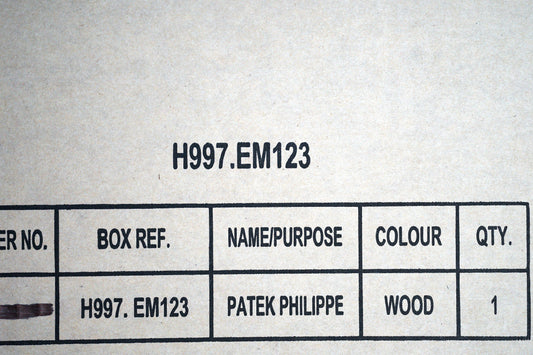 H997.EM123
ER NO. BOX REF. NAME/PURPOSE COLOUR QTY.
H997. EM123 PATEK PHILIPPE WOOD 1